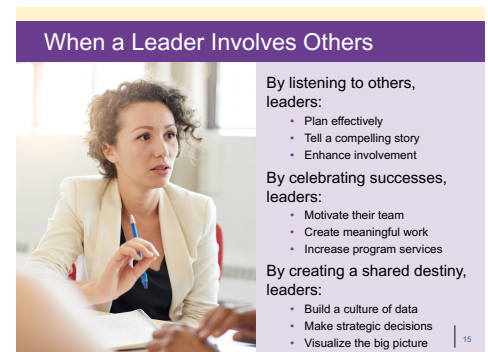 When a Leader Involves Others
By listening to others,
leaders:
• Plan effectively
• Tell a compelling story
• Enhance involvement
By celebrating successes,
leaders:
• Motivate their team
• Create meaningful work
• Increase program services
By creating a shared destiny,
leaders:
• Build a culture of data
• Make strategic decisions
• Visualize the big picture
15